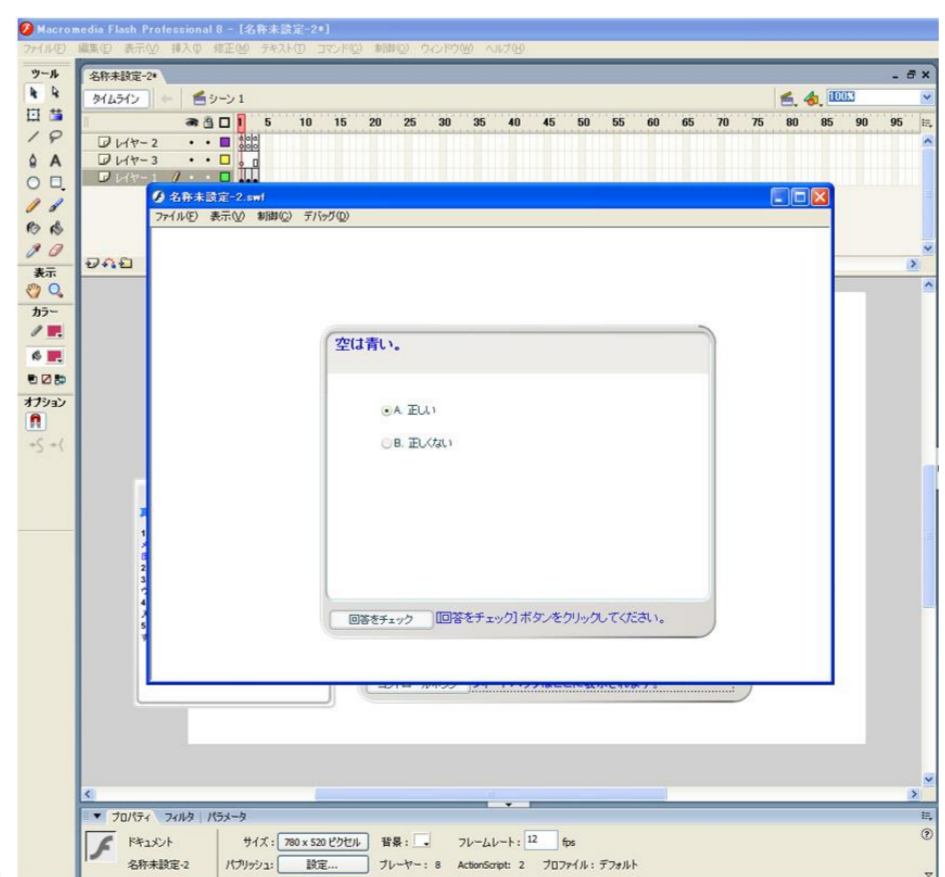 Macromedia Flash Professional 8 - [名称未設定-2*]
ファイル(F) 編集(E) 表示(V) 挿入(I) 修正(M) テキスト(T) コマンド(C) 制御(O) ウィンドウ(W) ヘルプ(H)
ツール
名称未設定-2*
タイムライン シーン 1 100%
1 5 10 15 20 25 30 35 40 45 50 55 60 65 70 75 80 85 90 95
レイヤー 2
レイヤー 3
レイヤー 1
名称未設定-2.swf
ファイル(F) 表示(V) 制御(C) デバッグ(D)
表示
カラー
オプション
空は青い。
A. 正しい
B. 正しくない
1
2
3
4
5
回答をチェック [回答をチェック] ボタンをクリックしてください。
プロパティ フィルタ パラメータ
ドキュメント サイズ: 780 x 520 ピクセル 背景: フレームレート: 12 fps
名称未設定-2 パブリッシュ: 設定... プレーヤー: 8 ActionScript: 2 プロファイル: デフォルト